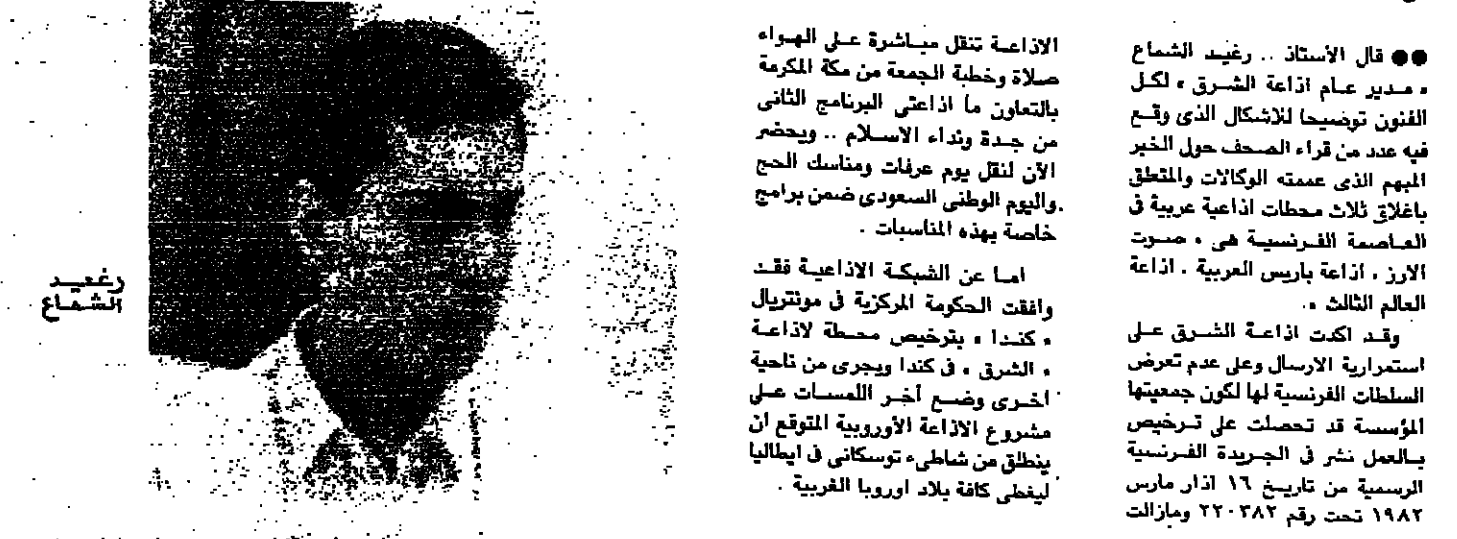 ●● قال الأستاذ .. رغيد الشماع
« مدير عام اذاعة الشرق » لكل
الفنون توضيحا للاشكال الذى وقع
فيه عدد من قراء الصحف حول الخبر
المبهم الذى عممته الوكالات والمتعلق
باغلاق ثلاث محطات اذاعية عربية فى
العاصمة الفرنسية هى « صوت
الارز ، اذاعة باريس العربية ، اذاعة
العالم الثالث » .
وقد اكدت اذاعة الشرق على
استمرارية الارسال وعلى عدم تعرض
السلطات الفرنسية لها لكون جمعيتها
المؤسسة قد تحصلت على ترخيص
بالعمل نشر فى الجريدة الفرنسية
الرسمية من تاريخ ١٦ اذار مارس
١٩٨٢ تحت رقم ٢٢٠٣٨٢ ومازالت
الاذاعة تنقل مباشرة على الهواء
صلاة وخطبة الجمعة من مكة المكرمة
بالتعاون ما اذاعتى البرنامج الثانى
من جدة ونداء الاسلام .. ويحضر
الآن لنقل يوم عرفات ومناسك الحج
واليوم الوطنى السعودى ضمن برامج
خاصة بهذه المناسبات .
اما عن الشبكة الاذاعية فقد
وافقت الحكومة المركزية فى مونتريال
« كندا » بترخيص محطة لاذاعة
« الشرق » فى كندا ويجرى من ناحية
اخرى وضع أخر اللمسات على
مشروع الاذاعة الأوروبية المتوقع ان
ينطلق من شاطىء توسكانى فى ايطاليا
ليغطى كافة بلاد اوروبا الغربية .
رغيد
الشماع